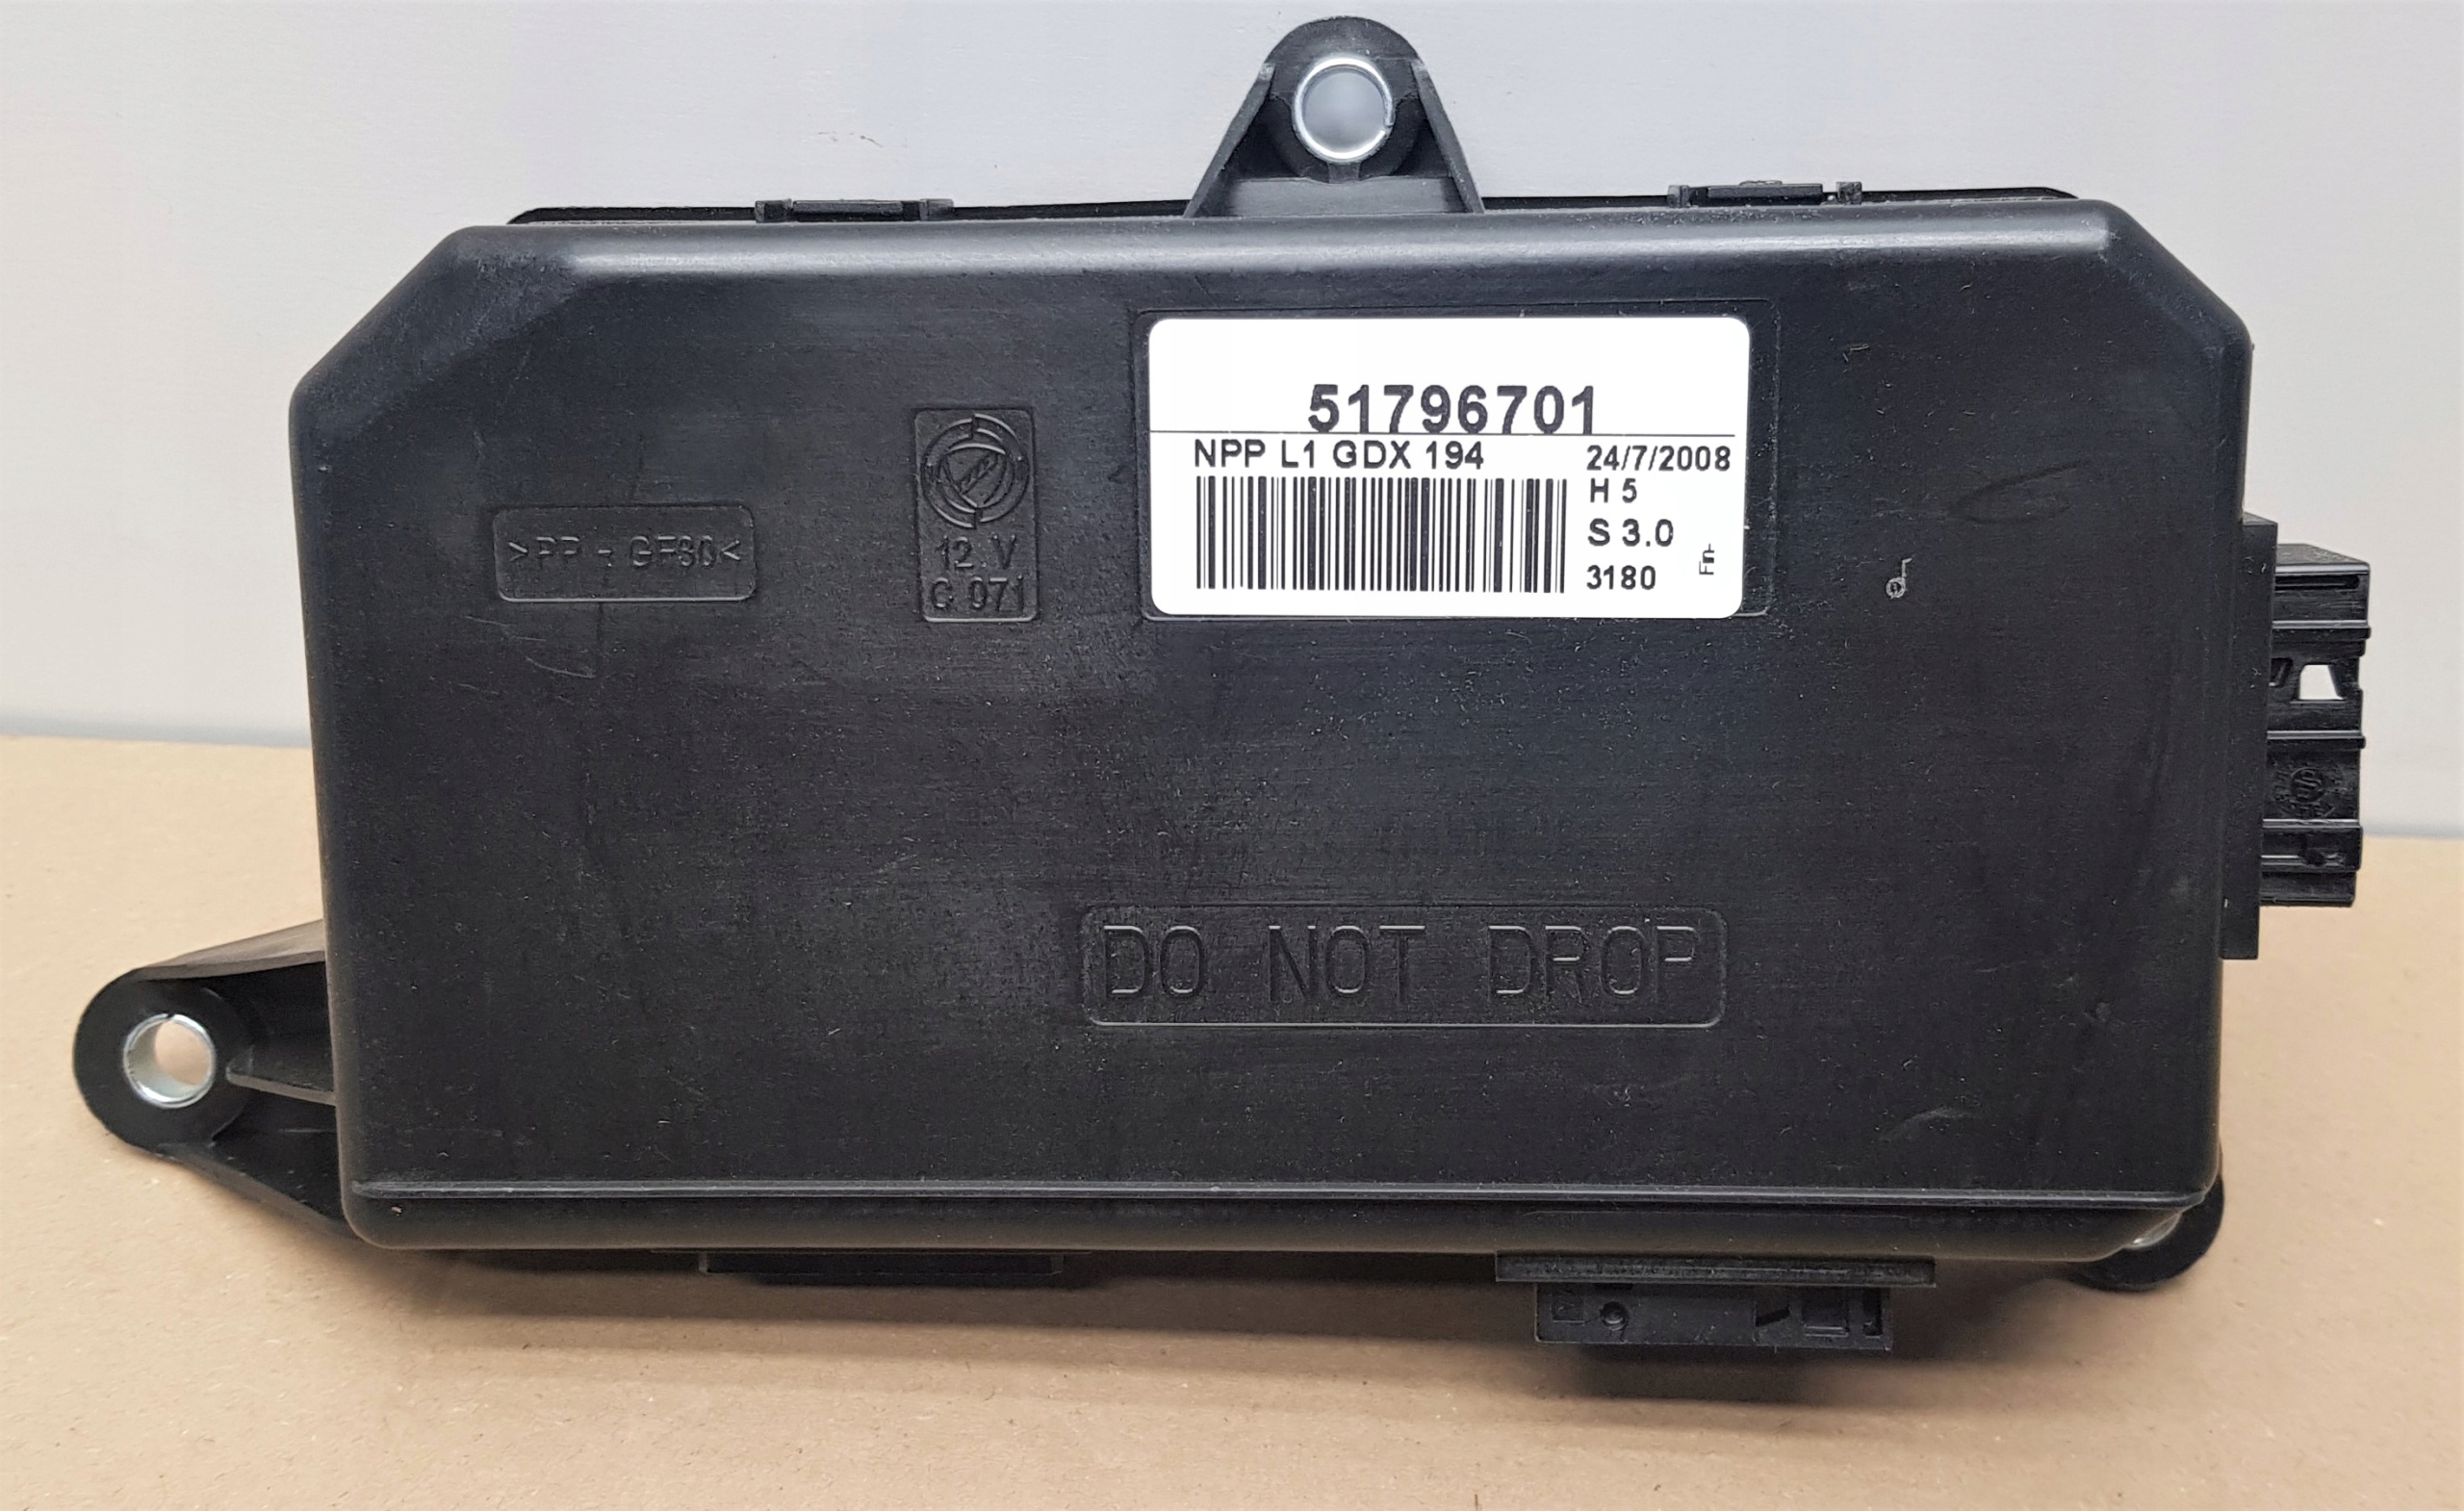 51796701
NPP L1 GDX 194
24/7/2008
H 5
S 3.0
3180
>PP - GF30<
12.V
C 071
DO NOT DROP